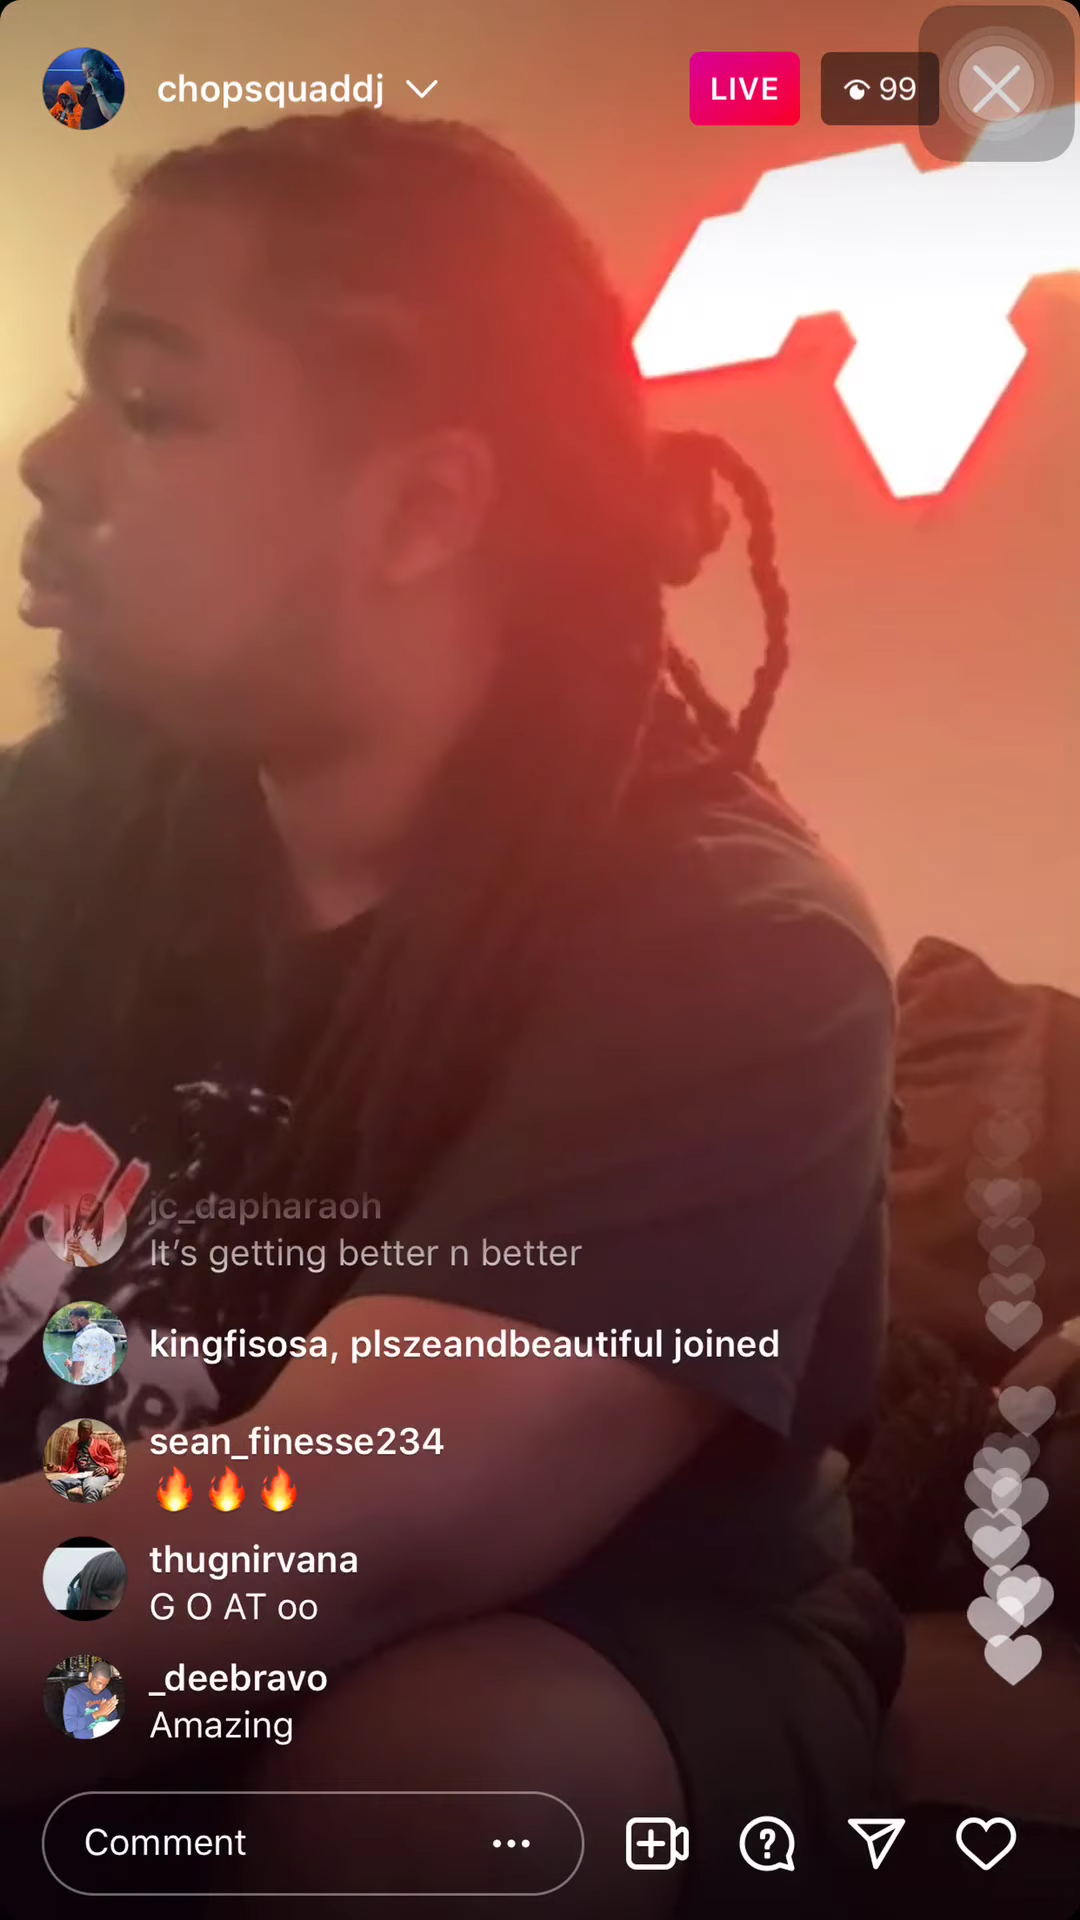 chopsquaddj
LIVE
99
jc_dapharaoh
It’s getting better n better
kingfisosa, plszeandbeautiful joined
sean_finesse234
🔥🔥🔥
thugnirvana
G O AT oo
_deebravo
Amazing
Comment